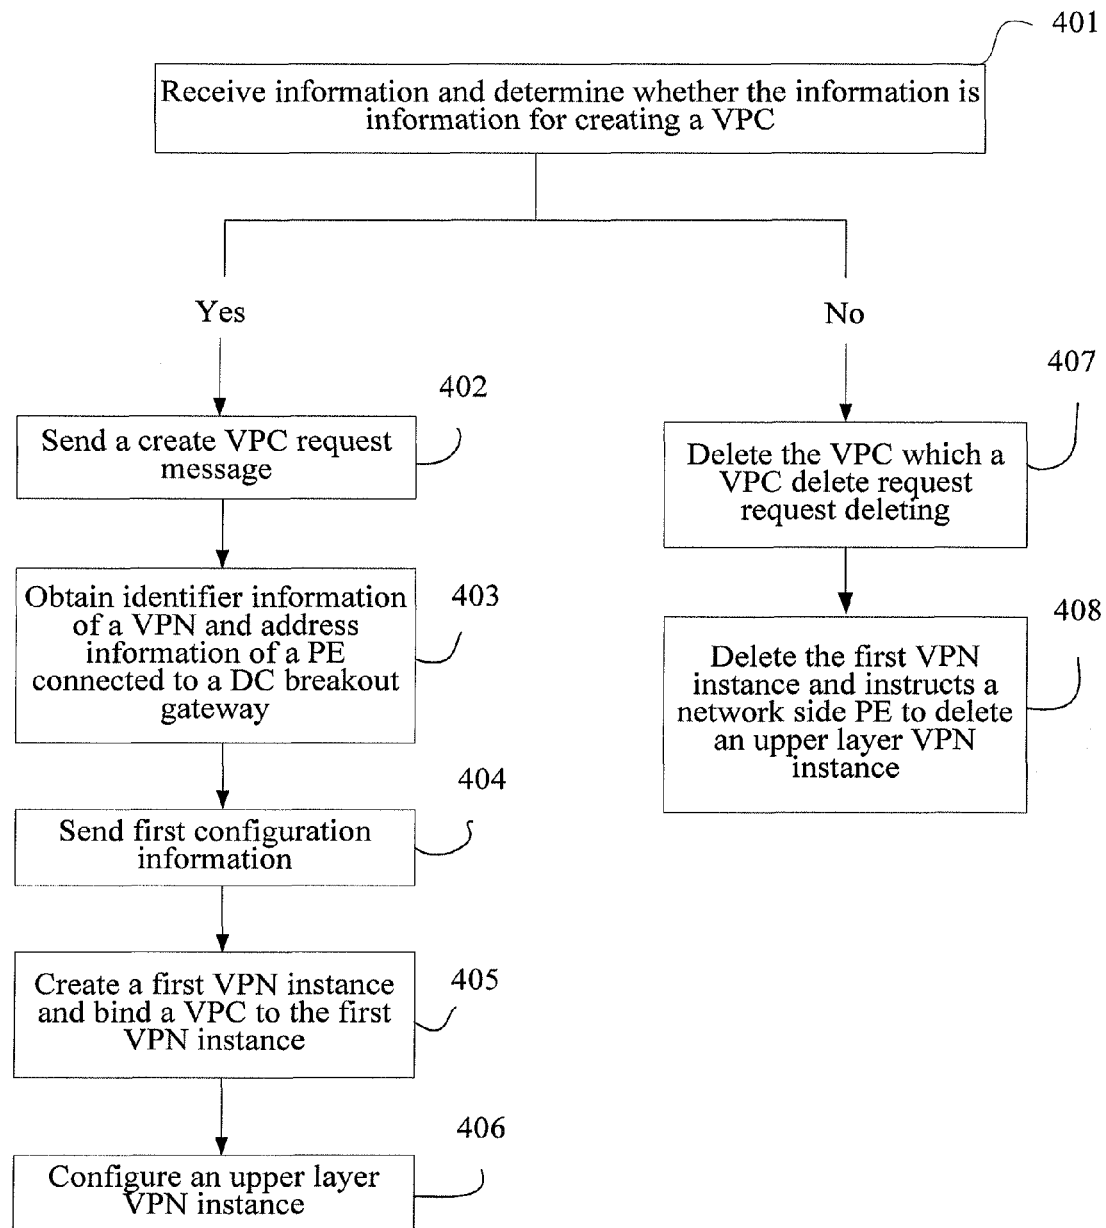 401
Receive information and determine whether the information is
information for creating a VPC
Yes
No
402
Send a create VPC request
message
403
Obtain identifier information
of a VPN and address
information of a PE
connected to a DC breakout
gateway
404
Send first configuration
information
405
Create a first VPN instance
and bind a VPC to the first
VPN instance
406
Configure an upper layer
VPN instance
407
Delete the VPC which a
VPC delete request
request deleting
408
Delete the first VPN
instance and instructs a
network side PE to delete
an upper layer VPN
instance